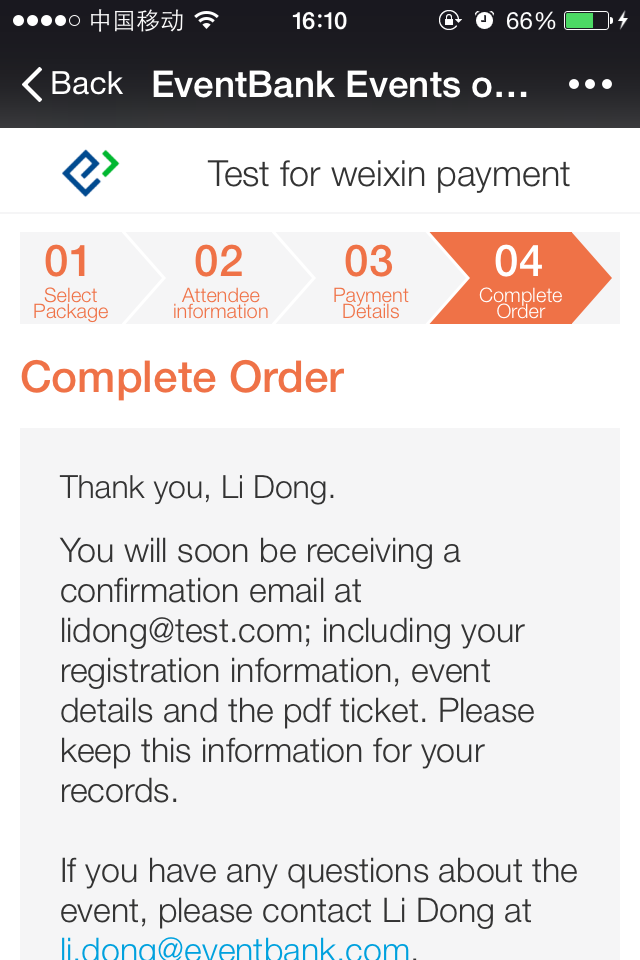 中国移动 16:10 66%
Back EventBank Events o...
Test for weixin payment
01 02 03 04
Select Attendee Payment Complete
Package information Details Order
Complete Order
Thank you, Li Dong.
You will soon be receiving a
confirmation email at
lidong@test.com; including your
registration information, event
details and the pdf ticket. Please
keep this information for your
records.
If you have any questions about the
event, please contact Li Dong at
li.dong@eventbank.com.